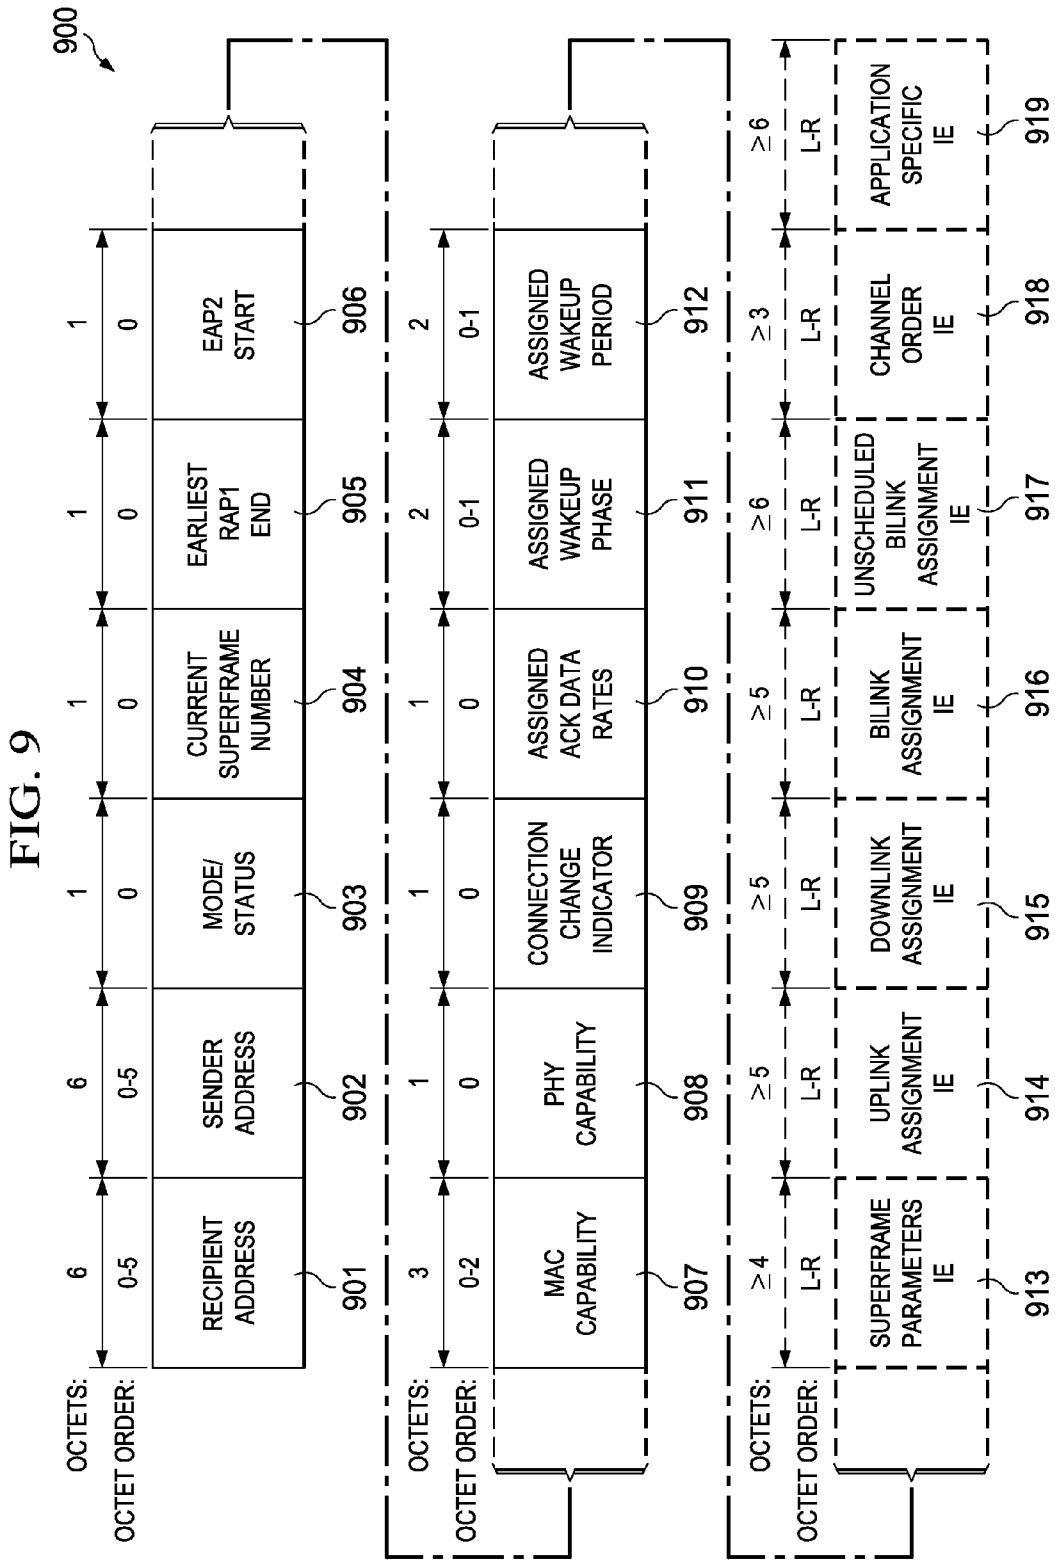 FIG. 9
900
OCTETS: 6 6 1 1 1 1
OCTET ORDER: 0-5 0-5 0 0 0 0
RECIPIENT
ADDRESS
SENDER
ADDRESS
MODE/
STATUS
CURRENT
SUPERFRAME
NUMBER
EARLIEST
RAP1
END
EAP2
START
901 902 903 904 905 906
OCTETS: 3 1 1 1 2 2
OCTET ORDER: 0-2 0 0 0 0-1 0-1
MAC
CAPABILITY
PHY
CAPABILITY
CONNECTION
CHANGE
INDICATOR
ASSIGNED
ACK DATA
RATES
ASSIGNED
WAKEUP
PHASE
ASSIGNED
WAKEUP
PERIOD
907 908 909 910 911 912
OCTETS: ≥4 ≥5 ≥5 ≥5 ≥6 ≥3 ≥6
OCTET ORDER: L-R L-R L-R L-R L-R L-R L-R
SUPERFRAME
PARAMETERS
IE
UPLINK
ASSIGNMENT
IE
DOWNLINK
ASSIGNMENT
IE
BILINK
ASSIGNMENT
IE
UNSCHEDULED
BILINK
ASSIGNMENT
IE
CHANNEL
ORDER
IE
APPLICATION
SPECIFIC
IE
913 914 915 916 917 918 919